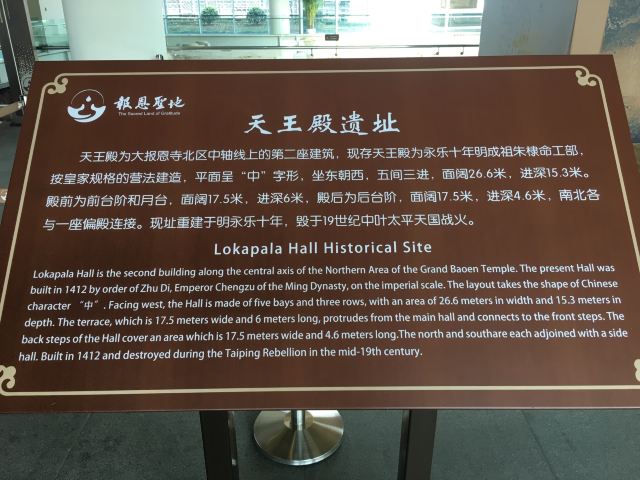 報恩聖地
The Second Land of Gratitude
天王殿遺址
天王殿为大报恩寺北区中轴线上的第二座建筑，现存天王殿为永乐十年明成祖朱棣命工部，
按皇家规格的营法建造，平面呈“中”字形，坐东朝西，五间三进，面阔26.6米，进深15.3米。
殿前为前台阶和月台，面阔17.5米，进深6米，殿后为后台阶，面阔17.5米，进深4.6米，南北各
与一座偏殿连接。现址重建于明永乐十年，毁于19世纪中叶太平天国战火。
Lokapala Hall Historical Site
Lokapala Hall is the second building along the central axis of the Northern Area of the Grand Baoen Temple. The present Hall was
built in 1412 by order of Zhu Di, Emperor Chengzu of the Ming Dynasty, on the imperial scale. The layout takes the shape of Chinese
character “中”. Facing west, the Hall is made of five bays and three rows, with an area of 26.6 meters in width and 15.3 meters in
depth. The terrace, which is 17.5 meters wide and 6 meters long, protrudes from the main hall and connects to the front steps. The
back steps of the Hall cover an area which is 17.5 meters wide and 4.6 meters long.The north and southare each adjoined with a side
hall. Built in 1412 and destroyed during the Taiping Rebellion in the mid-19th century.